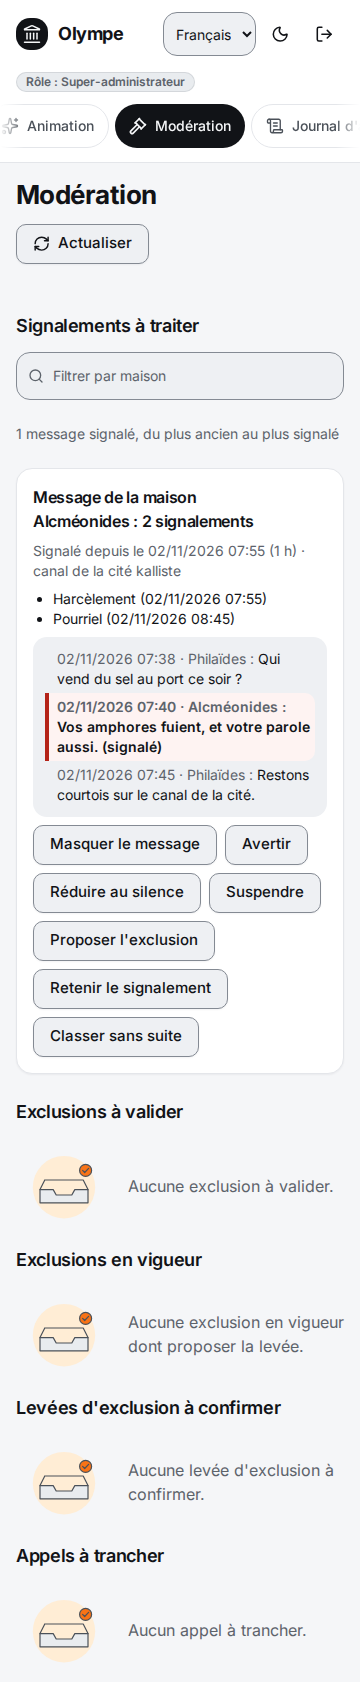 Olympe
Français
Rôle : Super-administrateur
Animation
Modération
Journal d'
Modération
Actualiser
Signalements à traiter
Filtrer par maison
1 message signalé, du plus ancien au plus signalé
Message de la maison
Alcméonides : 2 signalements
Signalé depuis le 02/11/2026 07:55 (1 h) ·
canal de la cité kalliste
Harcèlement (02/11/2026 07:55)
Pourriel (02/11/2026 08:45)
02/11/2026 07:38 · Philaïdes : Qui
vend du sel au port ce soir ?
02/11/2026 07:40 · Alcméonides :
Vos amphores fuient, et votre parole
aussi. (signalé)
02/11/2026 07:45 · Philaïdes : Restons
courtois sur le canal de la cité.
Masquer le message
Avertir
Réduire au silence
Suspendre
Proposer l'exclusion
Retenir le signalement
Classer sans suite
Exclusions à valider
Aucune exclusion à valider.
Exclusions en vigueur
Aucune exclusion en vigueur
dont proposer la levée.
Levées d'exclusion à confirmer
Aucune levée d'exclusion à
confirmer.
Appels à trancher
Aucun appel à trancher.